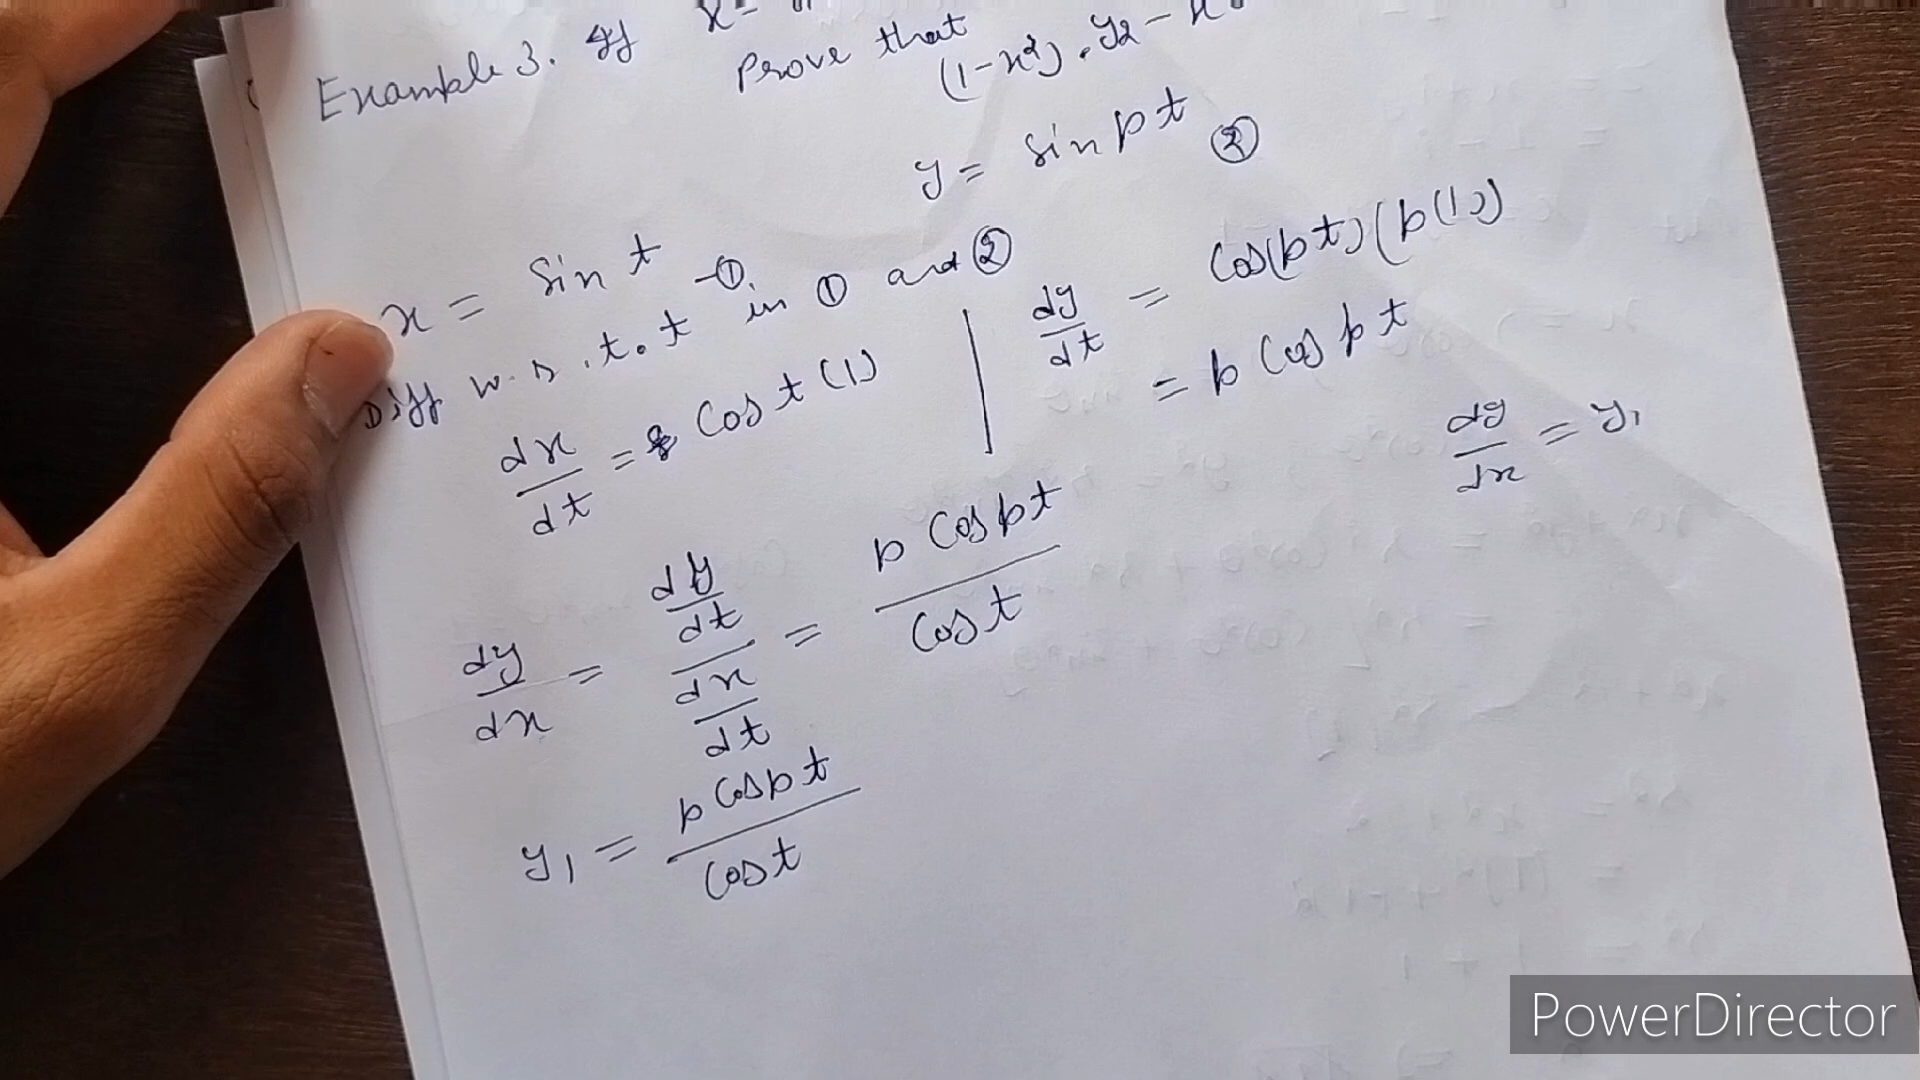 Example 3. If x =
Prove that
(1-x²) . y₂ - x
y = sin pt ②
x = sin t -①.
Diff w.r.t. t in ① and ②
dx/dt = Cos t (1)
dy/dt = Cos(pt)(p(1))
= p Cos pt
dy/dx = y₁
dy/dx = dy/dt / dx/dt = p Cos pt / Cos t
y₁ = p Cos pt / Cos t
PowerDirector